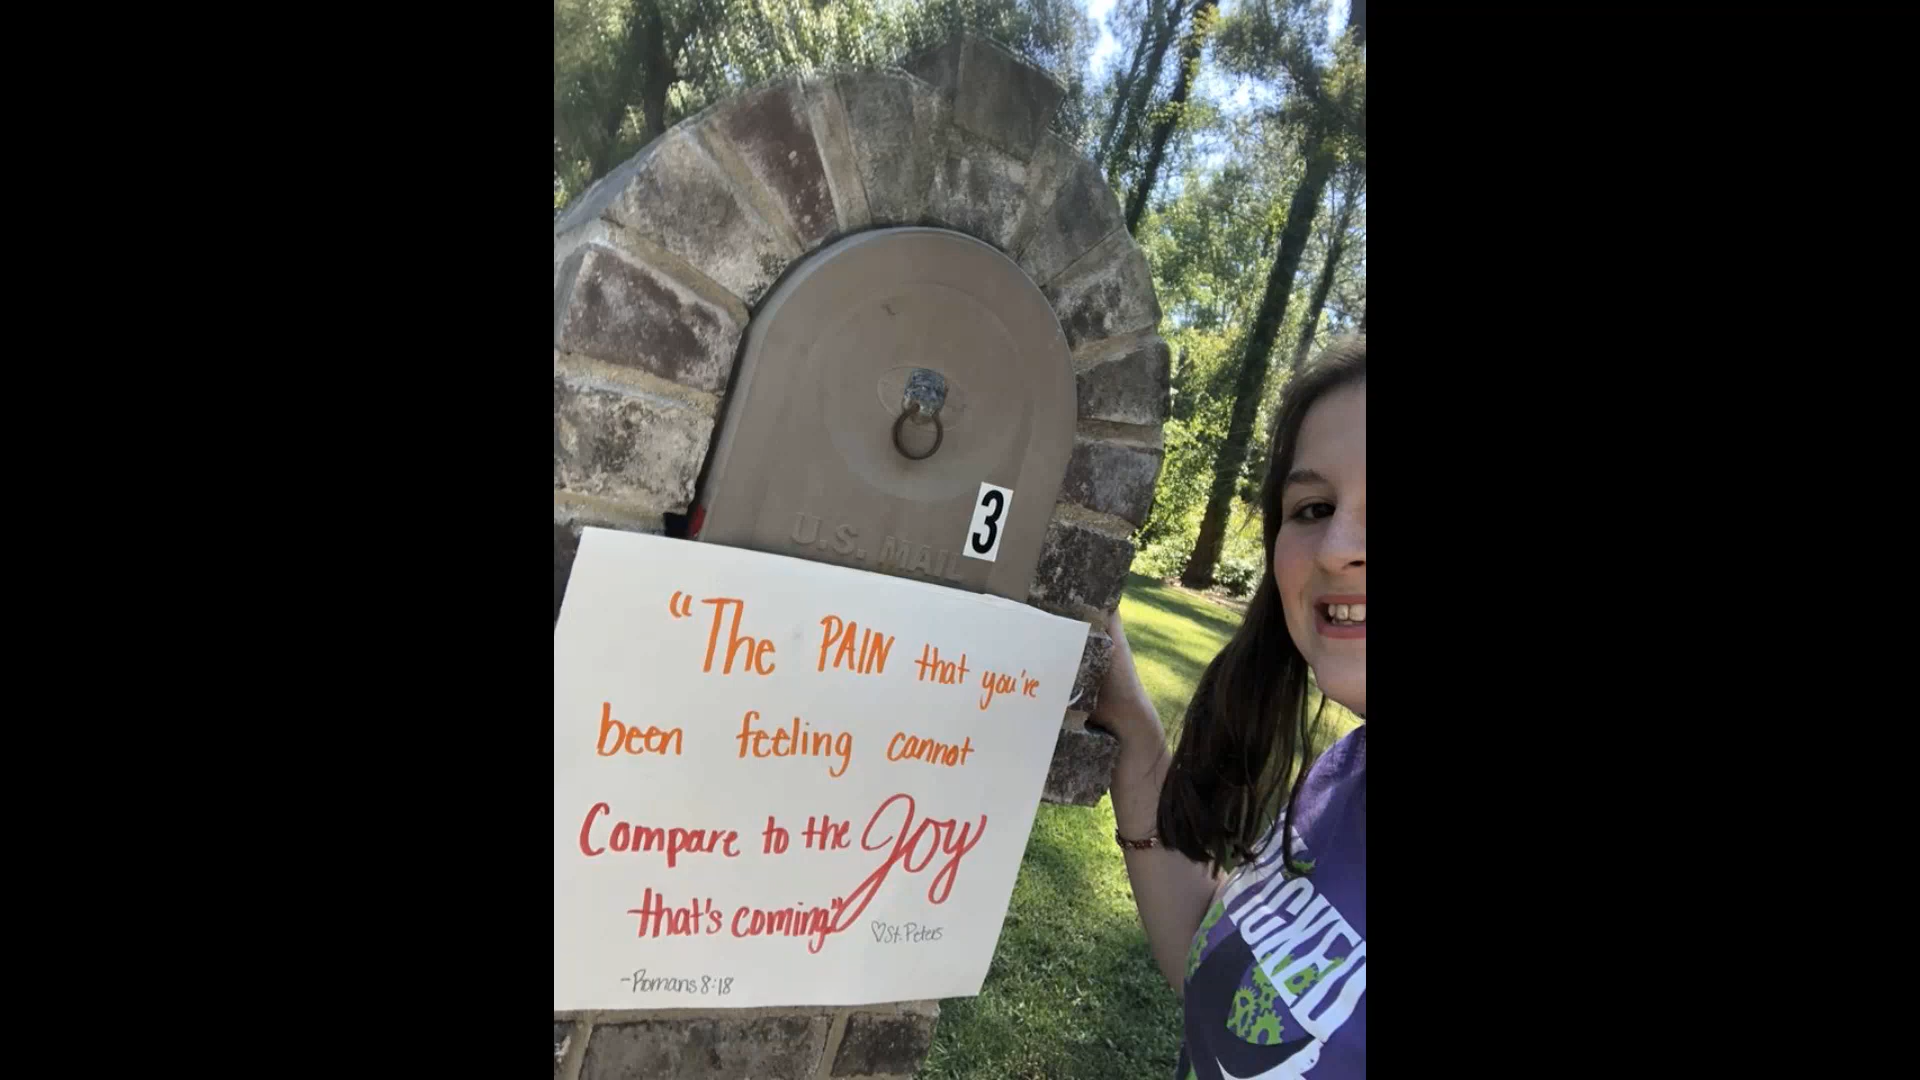 U.S. MAIL
3
"The PAIN that you've
been feeling cannot
Compare to the Joy
that's coming"
♡St. Peters
-Romans 8:18